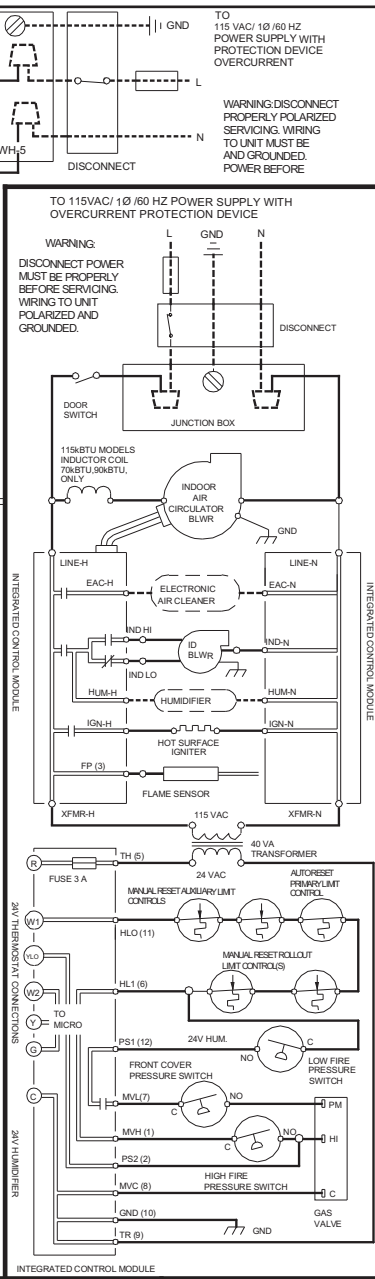 GND
TO
115 VAC/ 1Ø /60 HZ
POWER SUPPLY WITH
PROTECTION DEVICE
OVERCURRENT
L
WARNING:DISCONNECT
PROPERLY POLARIZED
SERVICING. WIRING
TO UNIT MUST BE
AND GROUNDED.
POWER BEFORE
N
WH-5
DISCONNECT
TO 115VAC/ 1Ø /60 HZ POWER SUPPLY WITH
OVERCURRENT PROTECTION DEVICE
WARNING:
DISCONNECT POWER
MUST BE PROPERLY
BEFORE SERVICING.
WIRING TO UNIT
POLARIZED AND
GROUNDED.
L
GND
N
DISCONNECT
DOOR
SWITCH
JUNCTION BOX
115kBTU MODELS
INDUCTOR COIL
70kBTU,90kBTU,
ONLY
INDOOR
AIR
CIRCULATOR
BLWR
GND
LINE-H
LINE-N
INTEGRATED CONTROL MODULE
INTEGRATED CONTROL MODULE
EAC-H
ELECTRONIC
AIR CLEANER
EAC-N
IND HI
ID
BLWR
IND-N
IND LO
HUM-H
HUMIDIFIER
HUM-N
IGN-H
IGN-N
HOT SURFACE
IGNITER
FP (3)
FLAME SENSOR
XFMR-H
115 VAC
XFMR-N
40 VA
TRANSFORMER
24 VAC
R
FUSE 3 A
TH (5)
MANUAL RESET AUXILIARY LIMIT
CONTROLS
AUTO RESET
PRIMARY LIMIT
CONTROL
24V THERMOSTAT CONNECTIONS
W1
HLO (11)
YLO
MANUAL RESET ROLLOUT
LIMIT CONTROL(S)
W2
HL1 (6)
Y
TO
MICRO
G
PS1 (12)
24V HUM.
NO
C
LOW FIRE
PRESSURE
SWITCH
FRONT COVER
PRESSURE SWITCH
C
MVL(7)
C
NO
PM
24V HUMIDIFIER
MVH (1)
C
NO
HI
PS2 (2)
HIGH FIRE
PRESSURE SWITCH
MVC (8)
C
GAS
VALVE
GND (10)
GND
TR (9)
INTEGRATED CONTROL MODULE